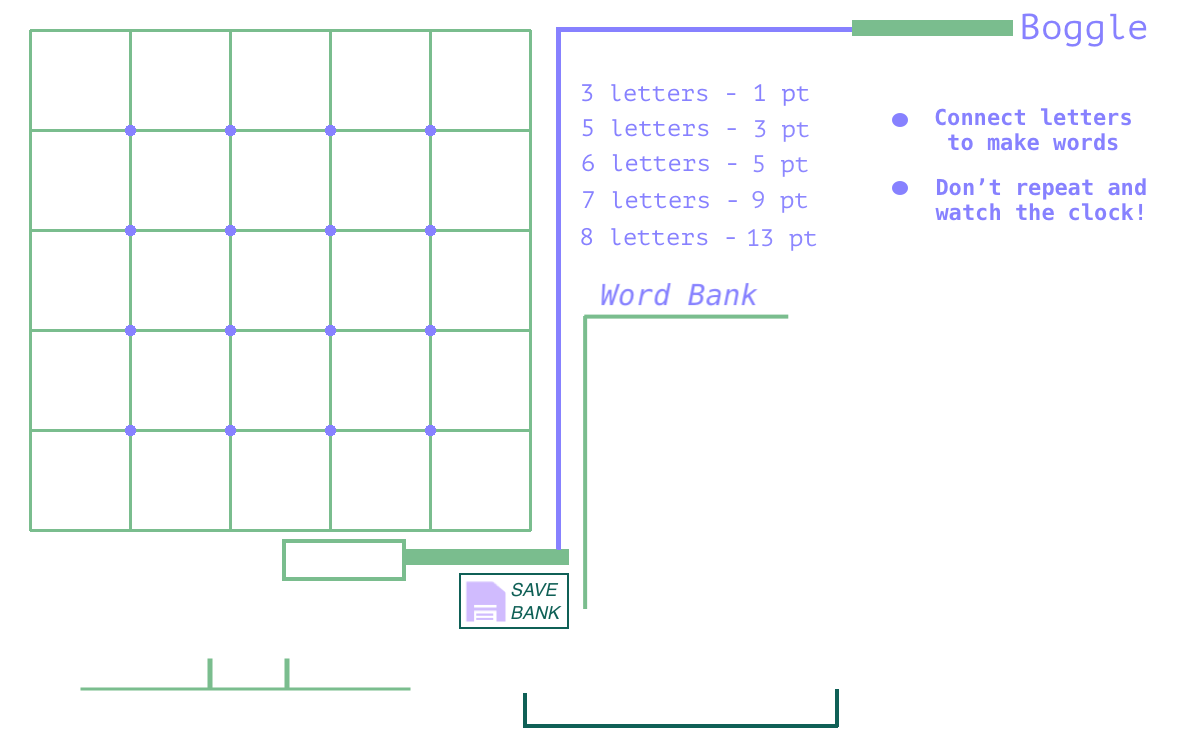 Boggle
3 letters - 1 pt
5 letters - 3 pt
6 letters - 5 pt
7 letters - 9 pt
8 letters - 13 pt
Connect letters
to make words
Don’t repeat and
watch the clock!
Word Bank
SAVE
BANK